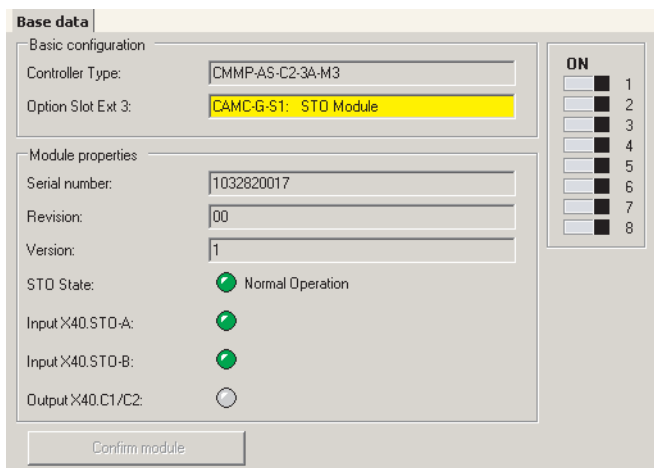 Base data
Basic configuration
Controller Type: CMMP-AS-C2-3A-M3
Option Slot Ext 3: CAMC-G-S1: STO Module
Module properties
Serial number: 1032820017
Revision: 00
Version: 1
STO State: Normal Operation
Input X40.STO-A:
Input X40.STO-B:
Output X40.C1/C2:
Confirm module
ON
1
2
3
4
5
6
7
8